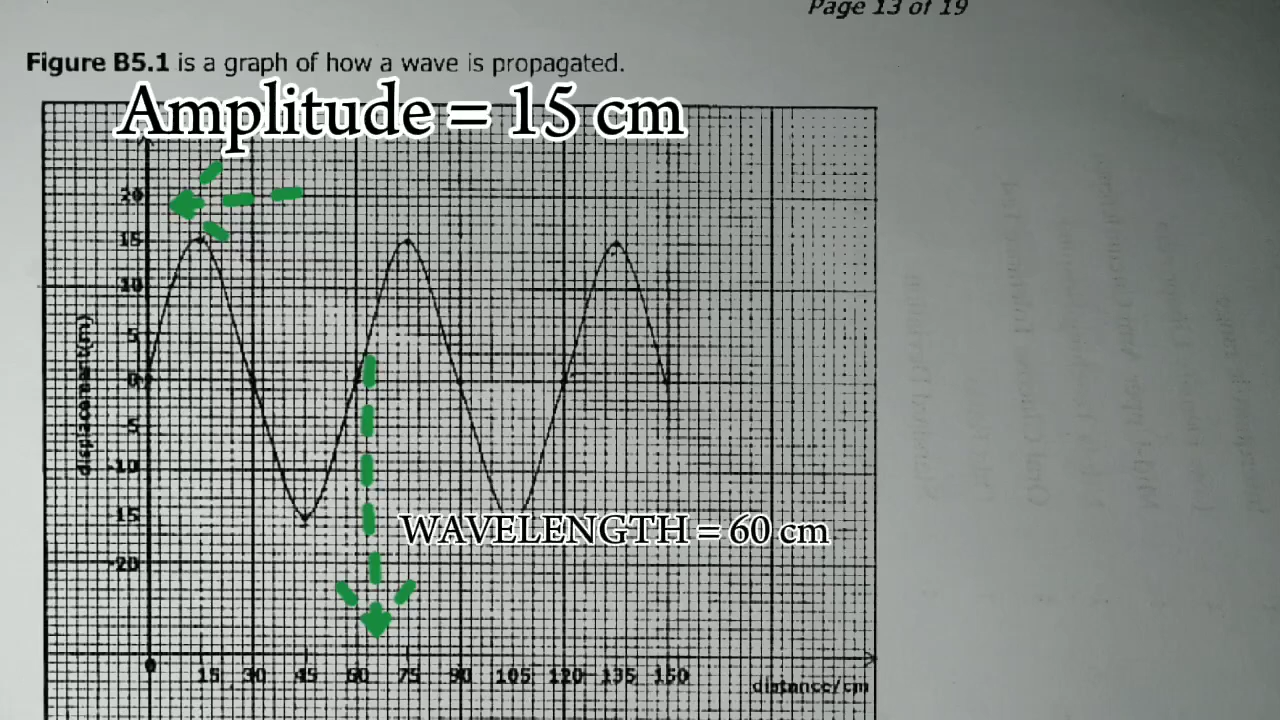 Page 13 of 19
Figure B5.1 is a graph of how a wave is propagated.
Amplitude = 15 cm
20
15
10
5
0
5
-10
15
-20
displacement(m)
WAVELENGTH = 60 cm
0 15 30 45 60 75 90 105 120 135 150
distance/cm